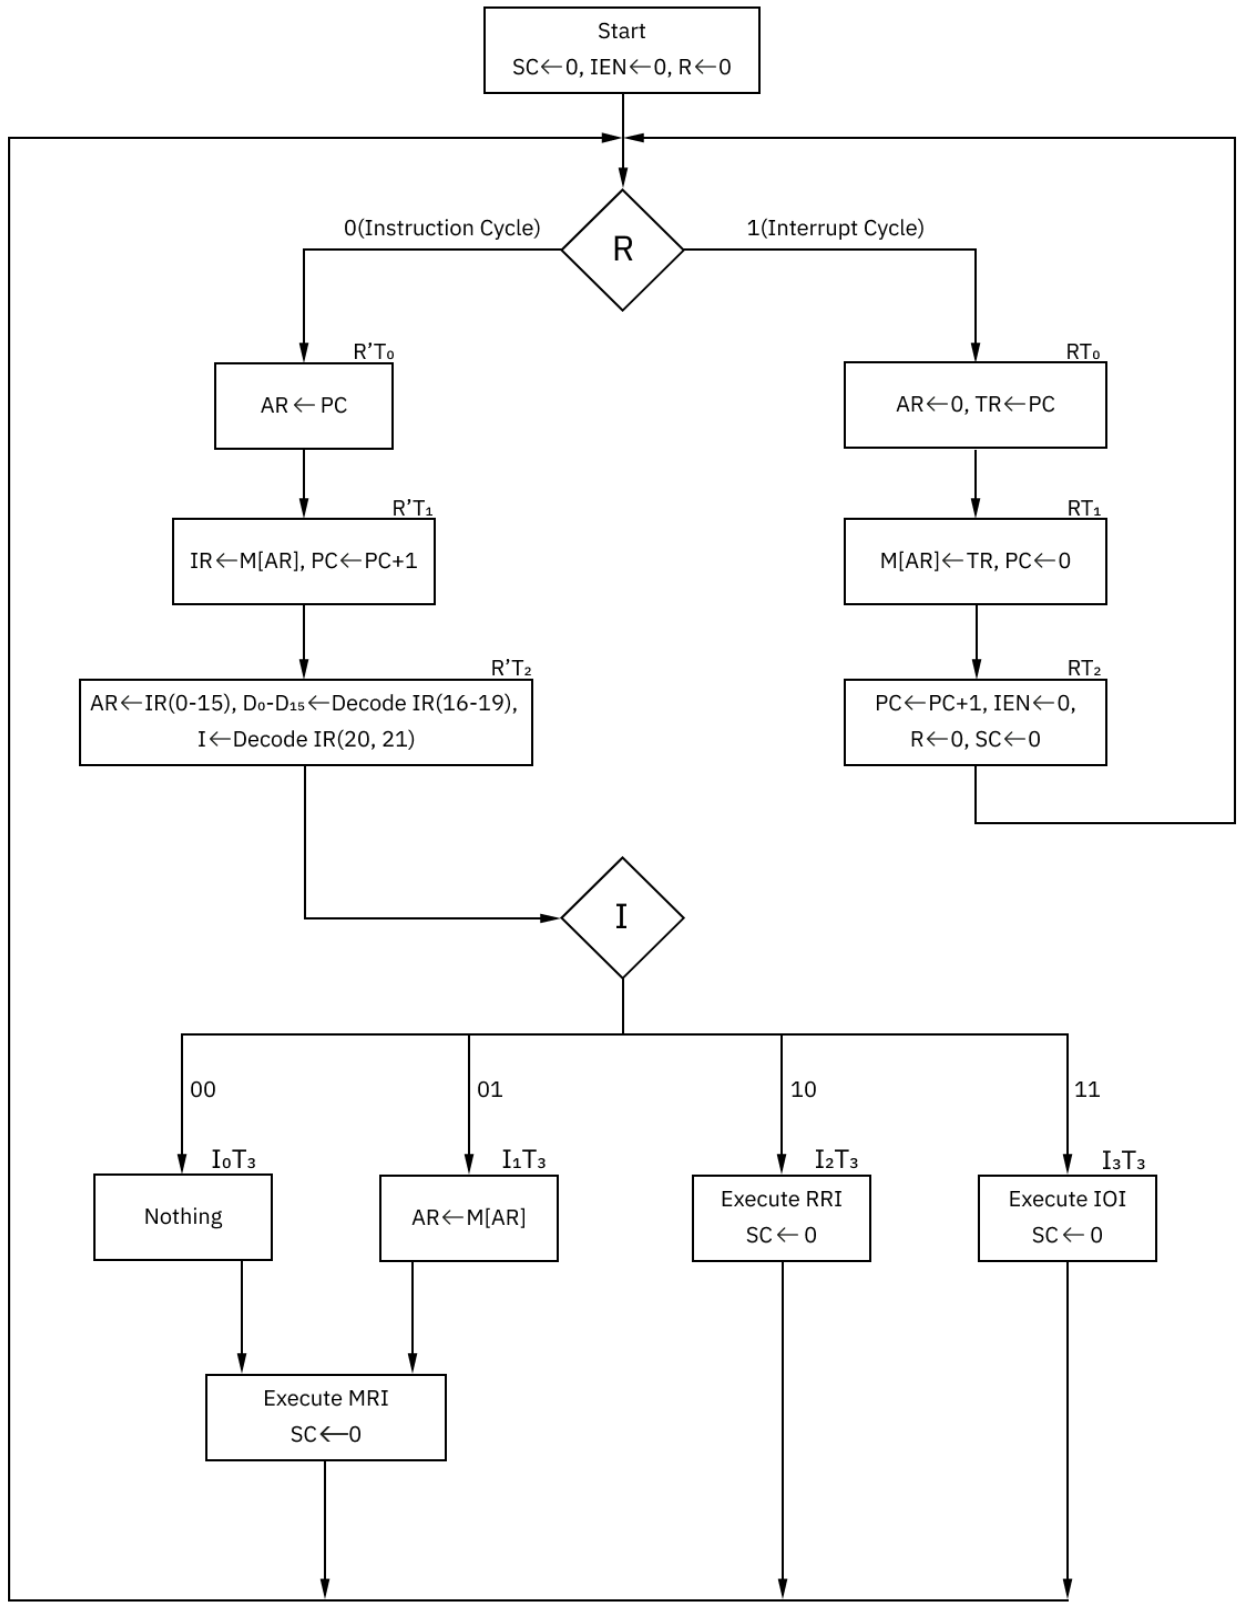 Start
SC←0, IEN←0, R←0
0(Instruction Cycle)
1(Interrupt Cycle)
R
R’T₀
AR ← PC
RT₀
AR←0, TR←PC
R’T₁
IR←M[AR], PC←PC+1
RT₁
M[AR]←TR, PC←0
R’T₂
AR←IR(0-15), D₀-D₁₅←Decode IR(16-19),
I←Decode IR(20, 21)
RT₂
PC←PC+1, IEN←0,
R←0, SC←0
I
00
01
10
11
I₀T₃
Nothing
I₁T₃
AR←M[AR]
I₂T₃
Execute RRI
SC← 0
I₃T₃
Execute IOI
SC← 0
Execute MRI
SC←0